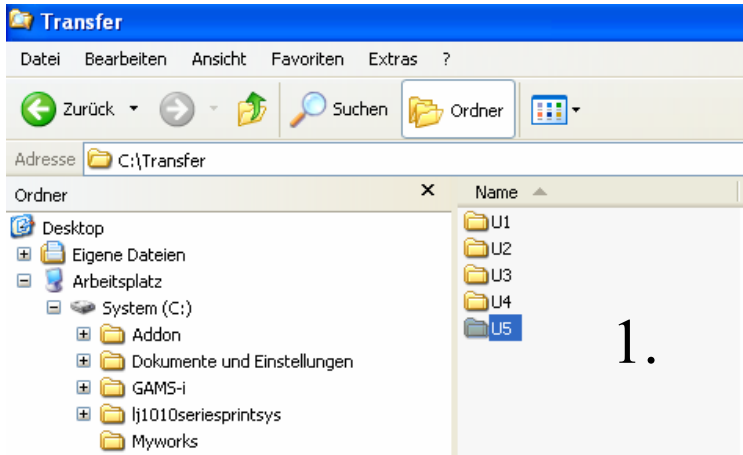 Transfer
Datei Bearbeiten Ansicht Favoriten Extras ?
Zurück Suchen Ordner
Adresse C:\Transfer
Ordner X Name
Desktop
Eigene Dateien
Arbeitsplatz
System (C:)
Addon
Dokumente und Einstellungen
GAMS-i
lj1010seriesprintsys
Myworks
U1
U2
U3
U4
U5
1.